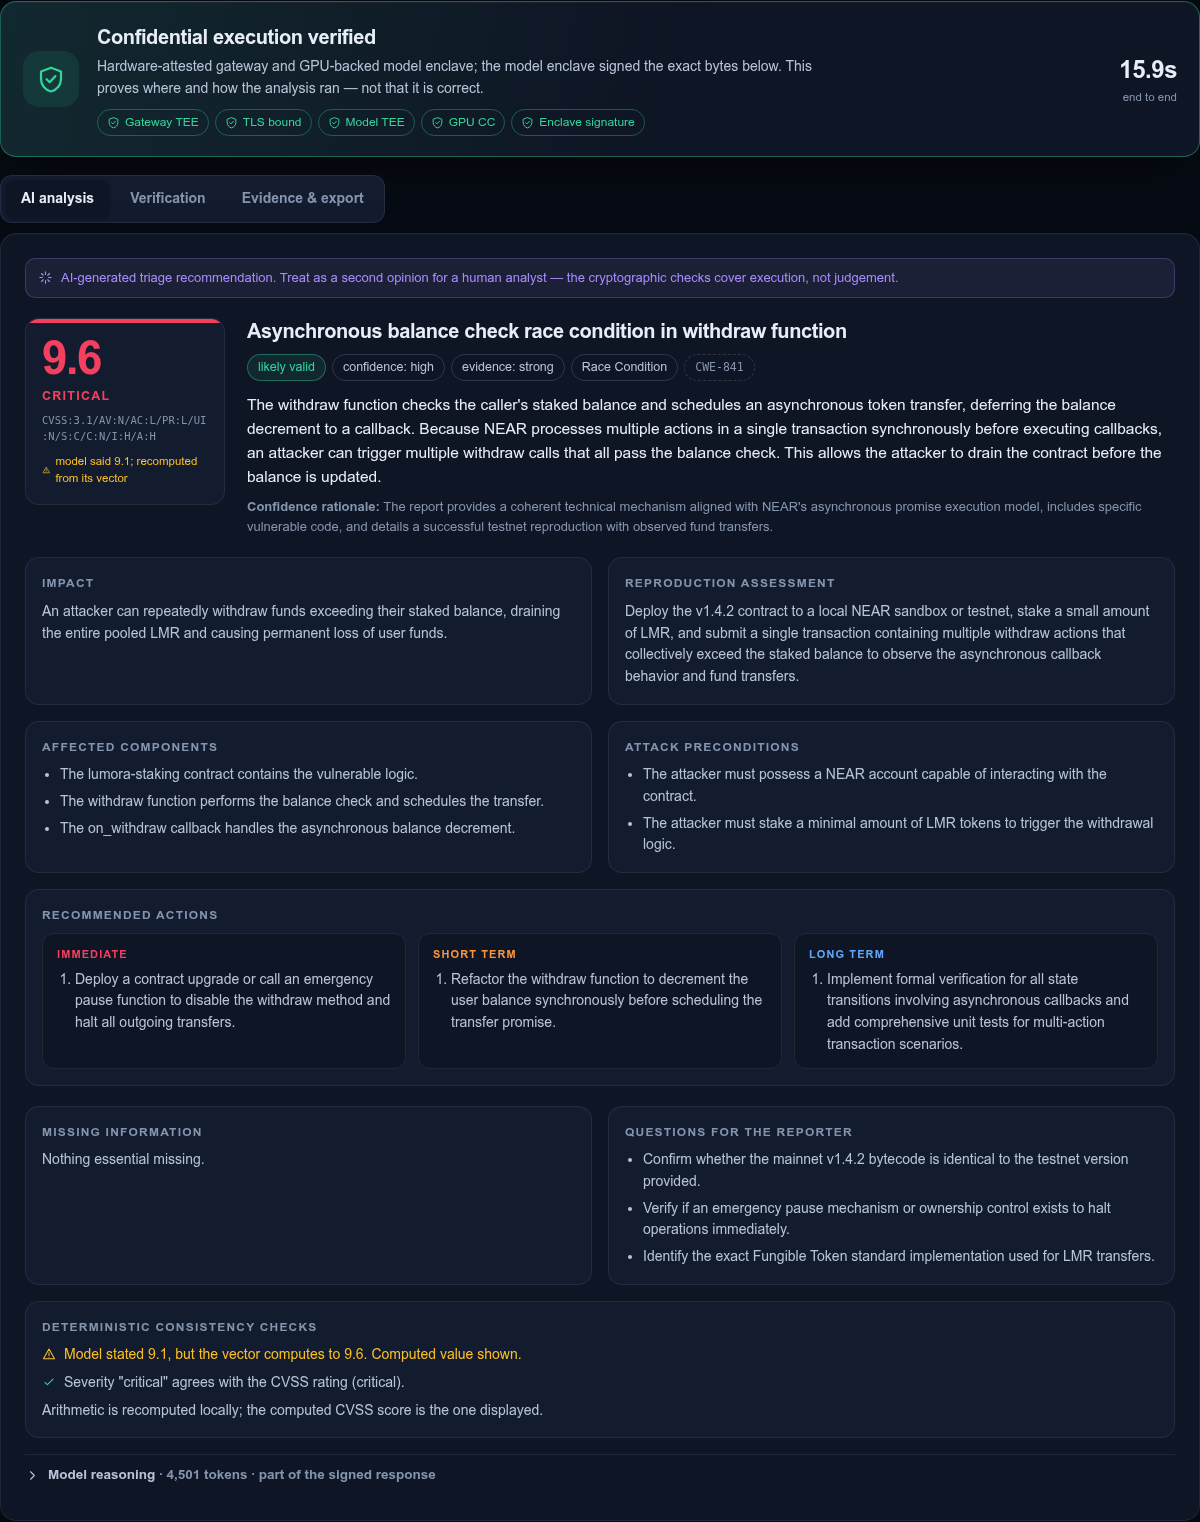 Confidential execution verified
Hardware-attested gateway and GPU-backed model enclave; the model enclave signed the exact bytes below. This
proves where and how the analysis ran — not that it is correct.
Gateway TEE
TLS bound
Model TEE
GPU CC
Enclave signature
15.9s
end to end
AI analysis
Verification
Evidence & export
AI-generated triage recommendation. Treat as a second opinion for a human analyst — the cryptographic checks cover execution, not judgement.
9.6
CRITICAL
CVSS:3.1/AV:N/AC:L/PR:L/UI
:N/S:C/C:N/I:H/A:H
model said 9.1; recomputed
from its vector
Asynchronous balance check race condition in withdraw function
likely valid
confidence: high
evidence: strong
Race Condition
CWE-841
The withdraw function checks the caller's staked balance and schedules an asynchronous token transfer, deferring the balance
decrement to a callback. Because NEAR processes multiple actions in a single transaction synchronously before executing callbacks,
an attacker can trigger multiple withdraw calls that all pass the balance check. This allows the attacker to drain the contract before the
balance is updated.
Confidence rationale: The report provides a coherent technical mechanism aligned with NEAR's asynchronous promise execution model, includes specific
vulnerable code, and details a successful testnet reproduction with observed fund transfers.
IMPACT
An attacker can repeatedly withdraw funds exceeding their staked balance, draining
the entire pooled LMR and causing permanent loss of user funds.
REPRODUCTION ASSESSMENT
Deploy the v1.4.2 contract to a local NEAR sandbox or testnet, stake a small amount
of LMR, and submit a single transaction containing multiple withdraw actions that
collectively exceed the staked balance to observe the asynchronous callback
behavior and fund transfers.
AFFECTED COMPONENTS
• The lumora-staking contract contains the vulnerable logic.
• The withdraw function performs the balance check and schedules the transfer.
• The on_withdraw callback handles the asynchronous balance decrement.
ATTACK PRECONDITIONS
• The attacker must possess a NEAR account capable of interacting with the
contract.
• The attacker must stake a minimal amount of LMR tokens to trigger the withdrawal
logic.
RECOMMENDED ACTIONS
IMMEDIATE
1. Deploy a contract upgrade or call an emergency
pause function to disable the withdraw method and
halt all outgoing transfers.
SHORT TERM
1. Refactor the withdraw function to decrement the
user balance synchronously before scheduling the
transfer promise.
LONG TERM
1. Implement formal verification for all state
transitions involving asynchronous callbacks and
add comprehensive unit tests for multi-action
transaction scenarios.
MISSING INFORMATION
Nothing essential missing.
QUESTIONS FOR THE REPORTER
• Confirm whether the mainnet v1.4.2 bytecode is identical to the testnet version
provided.
• Verify if an emergency pause mechanism or ownership control exists to halt
operations immediately.
• Identify the exact Fungible Token standard implementation used for LMR transfers.
DETERMINISTIC CONSISTENCY CHECKS
Model stated 9.1, but the vector computes to 9.6. Computed value shown.
Severity "critical" agrees with the CVSS rating (critical).
Arithmetic is recomputed locally; the computed CVSS score is the one displayed.
Model reasoning · 4,501 tokens · part of the signed response